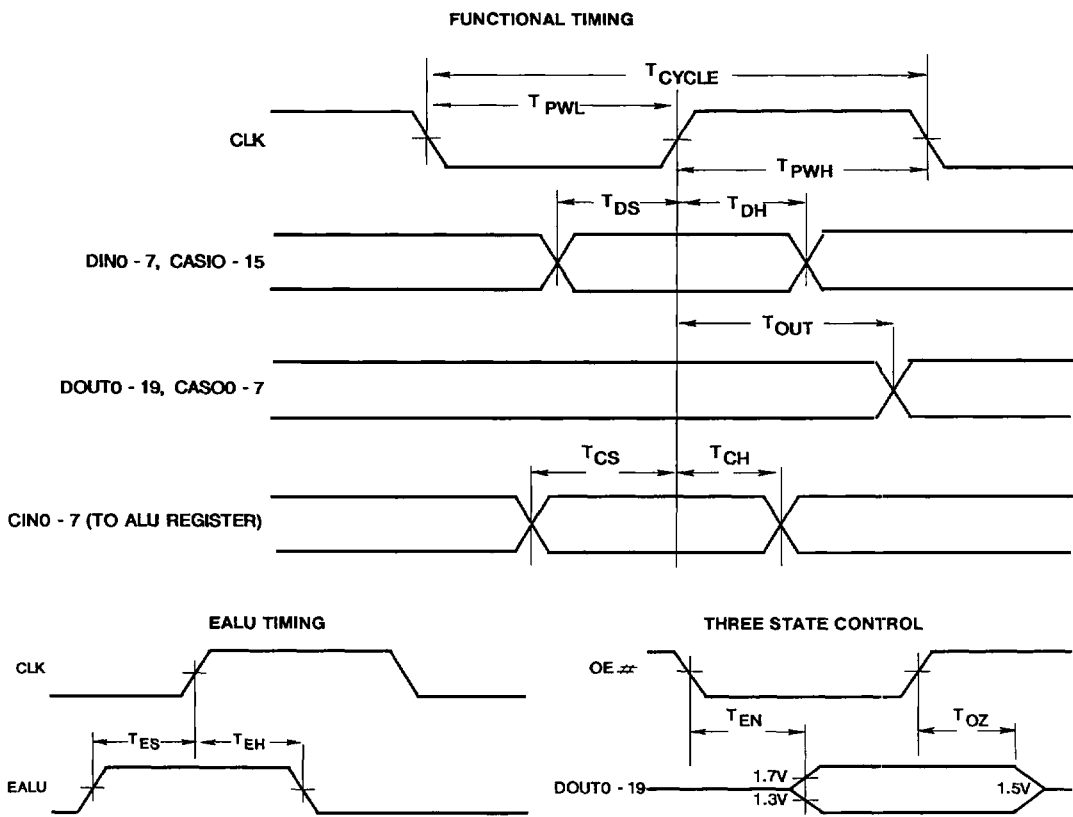 FUNCTIONAL TIMING
TCYCLE
TPWL
CLK
TPWH
TDS
TDH
DIN0 - 7, CASI0 - 15
TOUT
DOUT0 - 19, CASO0 - 7
TCS
TCH
CIN0 - 7 (TO ALU REGISTER)
EALU TIMING
CLK
TES
TEH
EALU
THREE STATE CONTROL
OE#
TEN
TOZ
DOUT0 - 19
1.7V
1.3V
1.5V